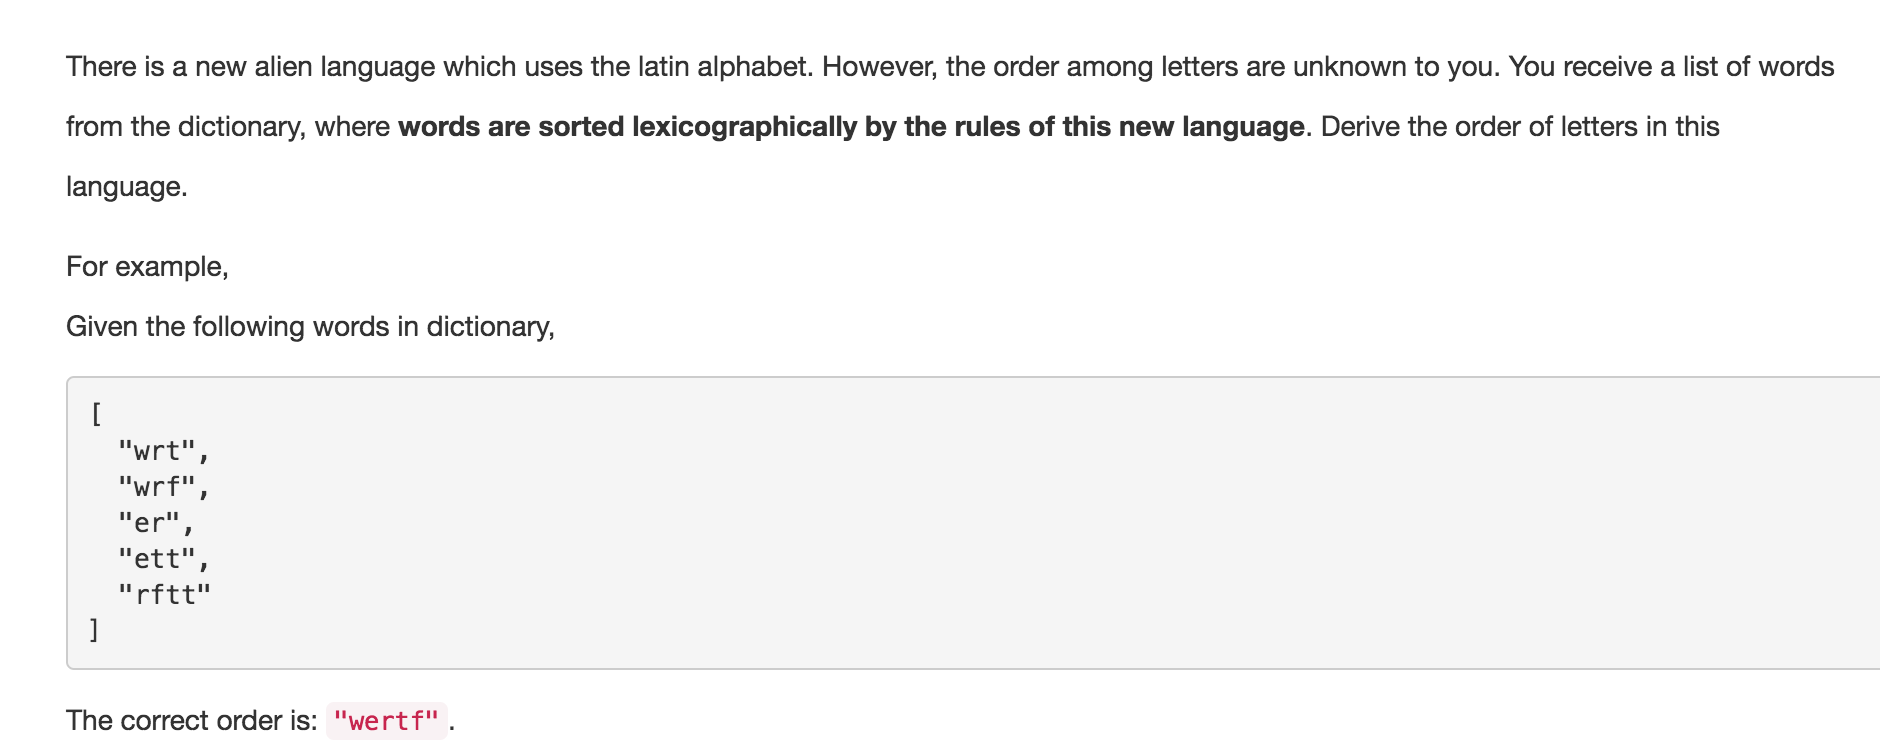 There is a new alien language which uses the latin alphabet. However, the order among letters are unknown to you. You receive a list of words
from the dictionary, where words are sorted lexicographically by the rules of this new language. Derive the order of letters in this
language.
For example,
Given the following words in dictionary,
[
  "wrt",
  "wrf",
  "er",
  "ett",
  "rftt"
]
The correct order is: "wertf".